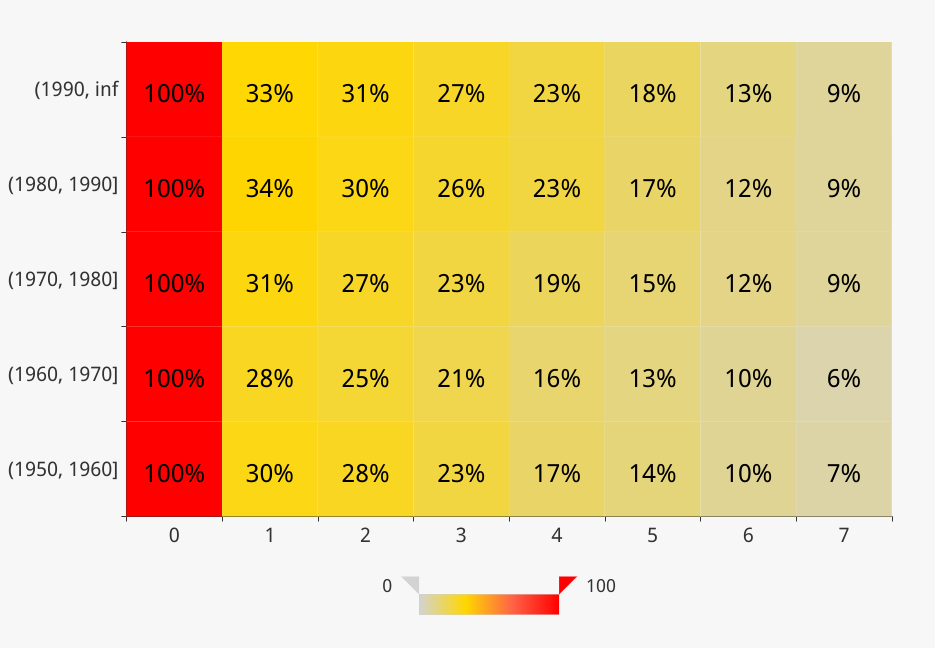 (1990, inf 100% 33% 31% 27% 23% 18% 13% 9%
(1980, 1990] 100% 34% 30% 26% 23% 17% 12% 9%
(1970, 1980] 100% 31% 27% 23% 19% 15% 12% 9%
(1960, 1970] 100% 28% 25% 21% 16% 13% 10% 6%
(1950, 1960] 100% 30% 28% 23% 17% 14% 10% 7%
0 1 2 3 4 5 6 7
0 100